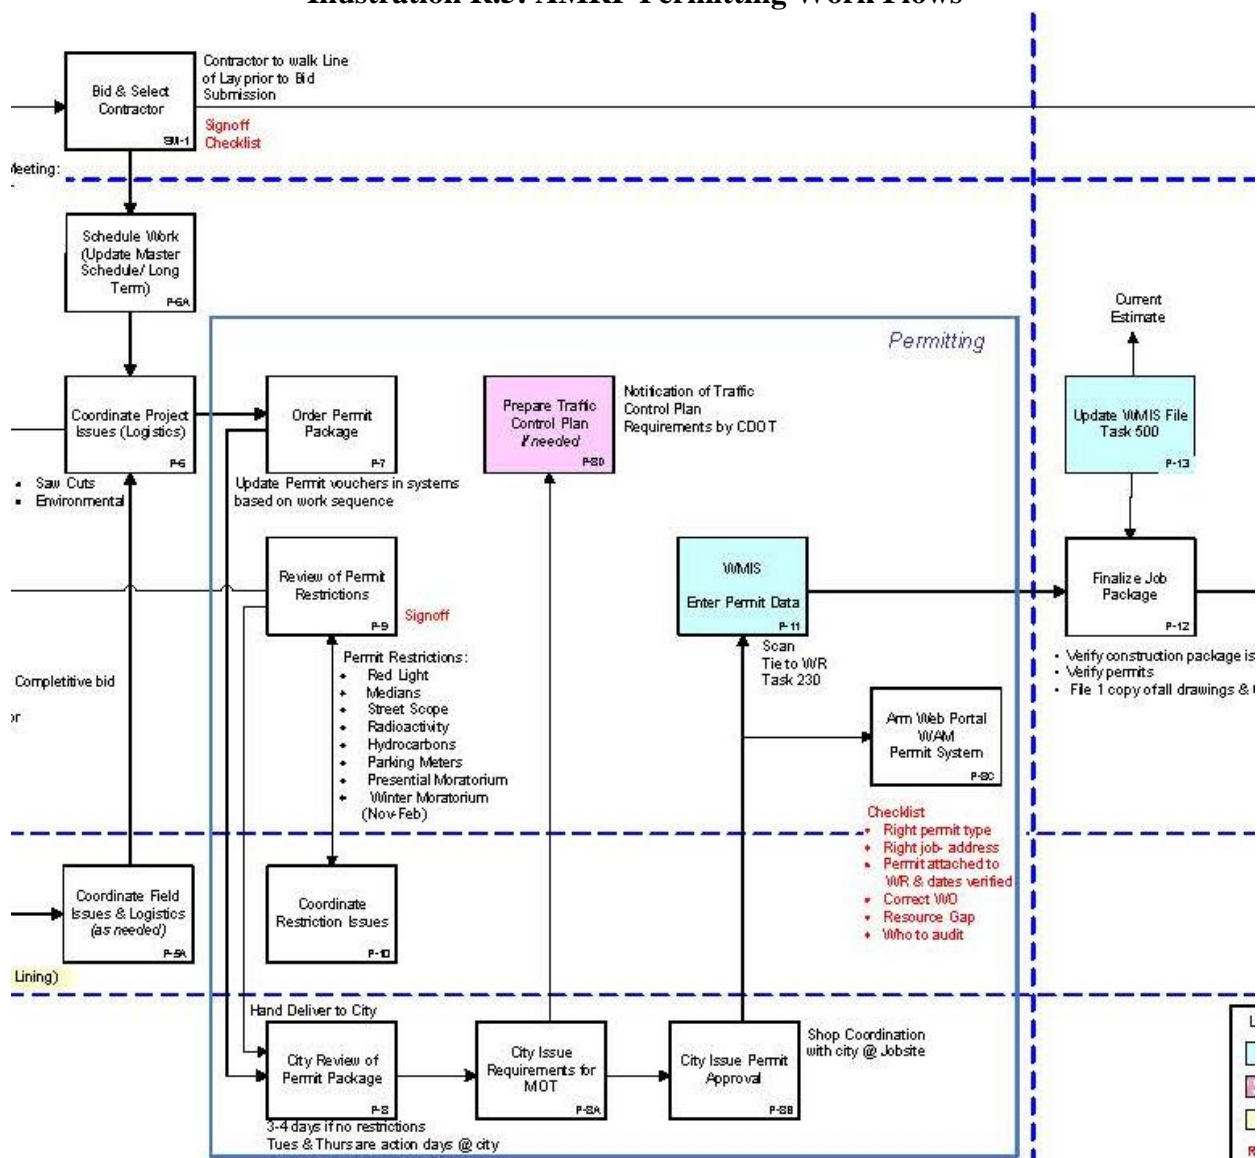 Contractor to walk Line
of Lay prior to Bid
Submission
Bid & Select
Contractor
SM-1
Signoff
Checklist
Meeting:
Schedule Work
(Update Master
Schedule/ Long
Term)
P-6A
Permitting
Current
Estimate
Coordinate Project
Issues (Logistics)
P-6
• Saw Cuts
• Environmental
Order Permit
Package
P-7
Update Permit vouchers in systems
based on work sequence
Prepare Traffic
Control Plan
If needed
P-8D
Notification of Traffic
Control Plan
Requirements by CDOT
Update WMIS File
Task 500
P-13
Review of Permit
Restrictions
P-9
Signoff
WMIS
Enter Permit Data
P-11
Scan
Tie to WR
Task 230
Finalize Job
Package
P-12
• Verify construction package is
• Verify permits
• File 1 copy of all drawings &
Permit Restrictions:
• Red Light
• Medians
• Street Scope
• Radioactivity
• Hydrocarbons
• Parking Meters
• Presential Moratorium
• Winter Moratorium
(Nov-Feb)
Completitive bid
or
Arm Web Portal
WAM
Permit System
P-8C
Checklist
• Right permit type
• Right job- address
• Permit attached to
WR & dates verified
• Correct WO
• Resource Gap
• Who to audit
Coordinate Field
Issues & Logistics
(as needed)
P-5A
Lining)
Coordinate
Restriction Issues
P-10
Hand Deliver to City
City Review of
Permit Package
P-8
3-4 days if no restrictions
Tues & Thurs are action days @ city
City Issue
Requirements for
MOT
P-8A
City Issue Permit
Approval
P-8B
Shop Coordination
with city @ Jobsite